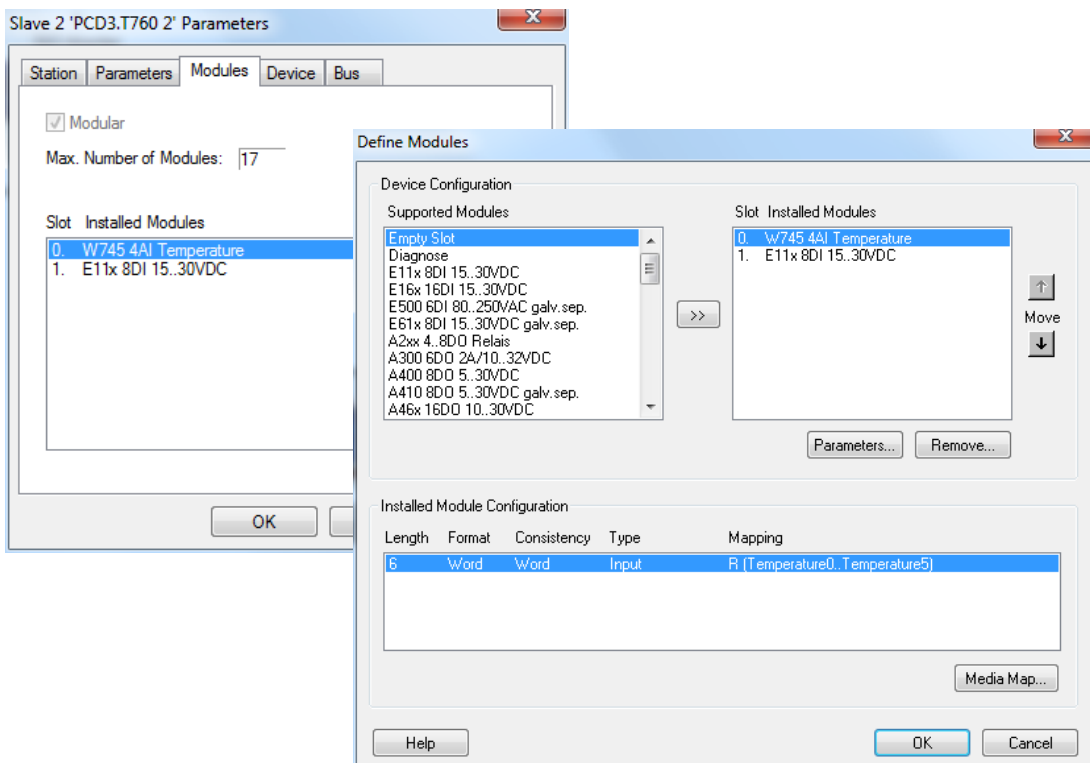 Slave 2 'PCD3.T760 2' Parameters
Station Parameters Modules Device Bus
Modular
Max. Number of Modules: 17
Slot Installed Modules
0. W745 4AI Temperature
1. E11x 8DI 15..30VDC
OK
Define Modules
Device Configuration
Supported Modules
Empty Slot
Diagnose
E11x 8DI 15..30VDC
E16x 16DI 15..30VDC
E500 6DI 80..250VAC galv.sep.
E61x 8DI 15..30VDC galv.sep.
A2xx 4..8DO Relais
A300 6DO 2A/10..32VDC
A400 8DO 5..30VDC
A410 8DO 5..30VDC galv.sep.
A46x 16DO 10..30VDC
>>
Slot Installed Modules
0. W745 4AI Temperature
1. E11x 8DI 15..30VDC
Move
Parameters... Remove...
Installed Module Configuration
Length Format Consistency Type Mapping
6 Word Word Input R (Temperature0..Temperature5)
Media Map...
Help OK Cancel